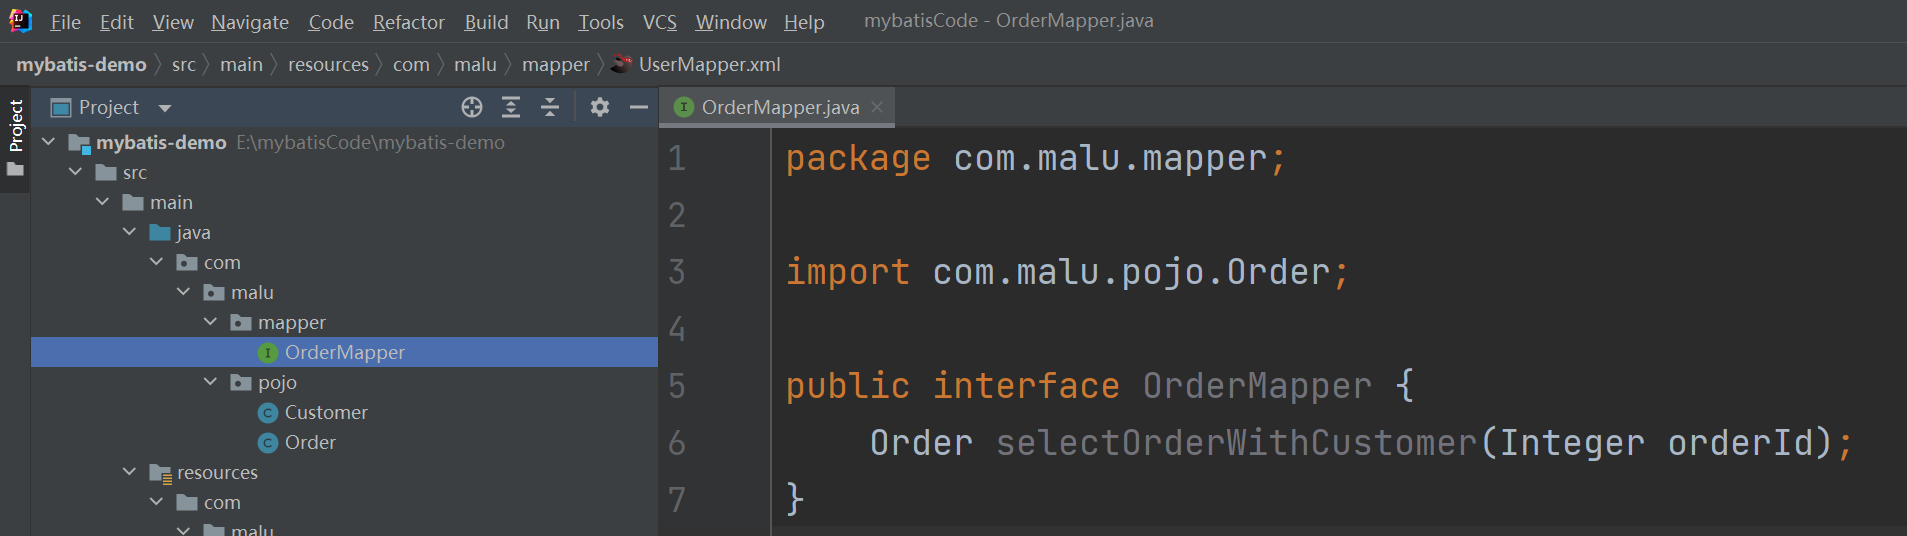 File Edit View Navigate Code Refactor Build Run Tools VCS Window Help mybatisCode - OrderMapper.java
mybatis-demo src main resources com malu mapper UserMapper.xml
Project
Project
mybatis-demo E:\mybatisCode\mybatis-demo
src
main
java
com
malu
mapper
OrderMapper
pojo
Customer
Order
resources
com
malu
OrderMapper.java
1 package com.malu.mapper;
2
3 import com.malu.pojo.Order;
4
5 public interface OrderMapper {
6 Order selectOrderWithCustomer(Integer orderId);
7 }